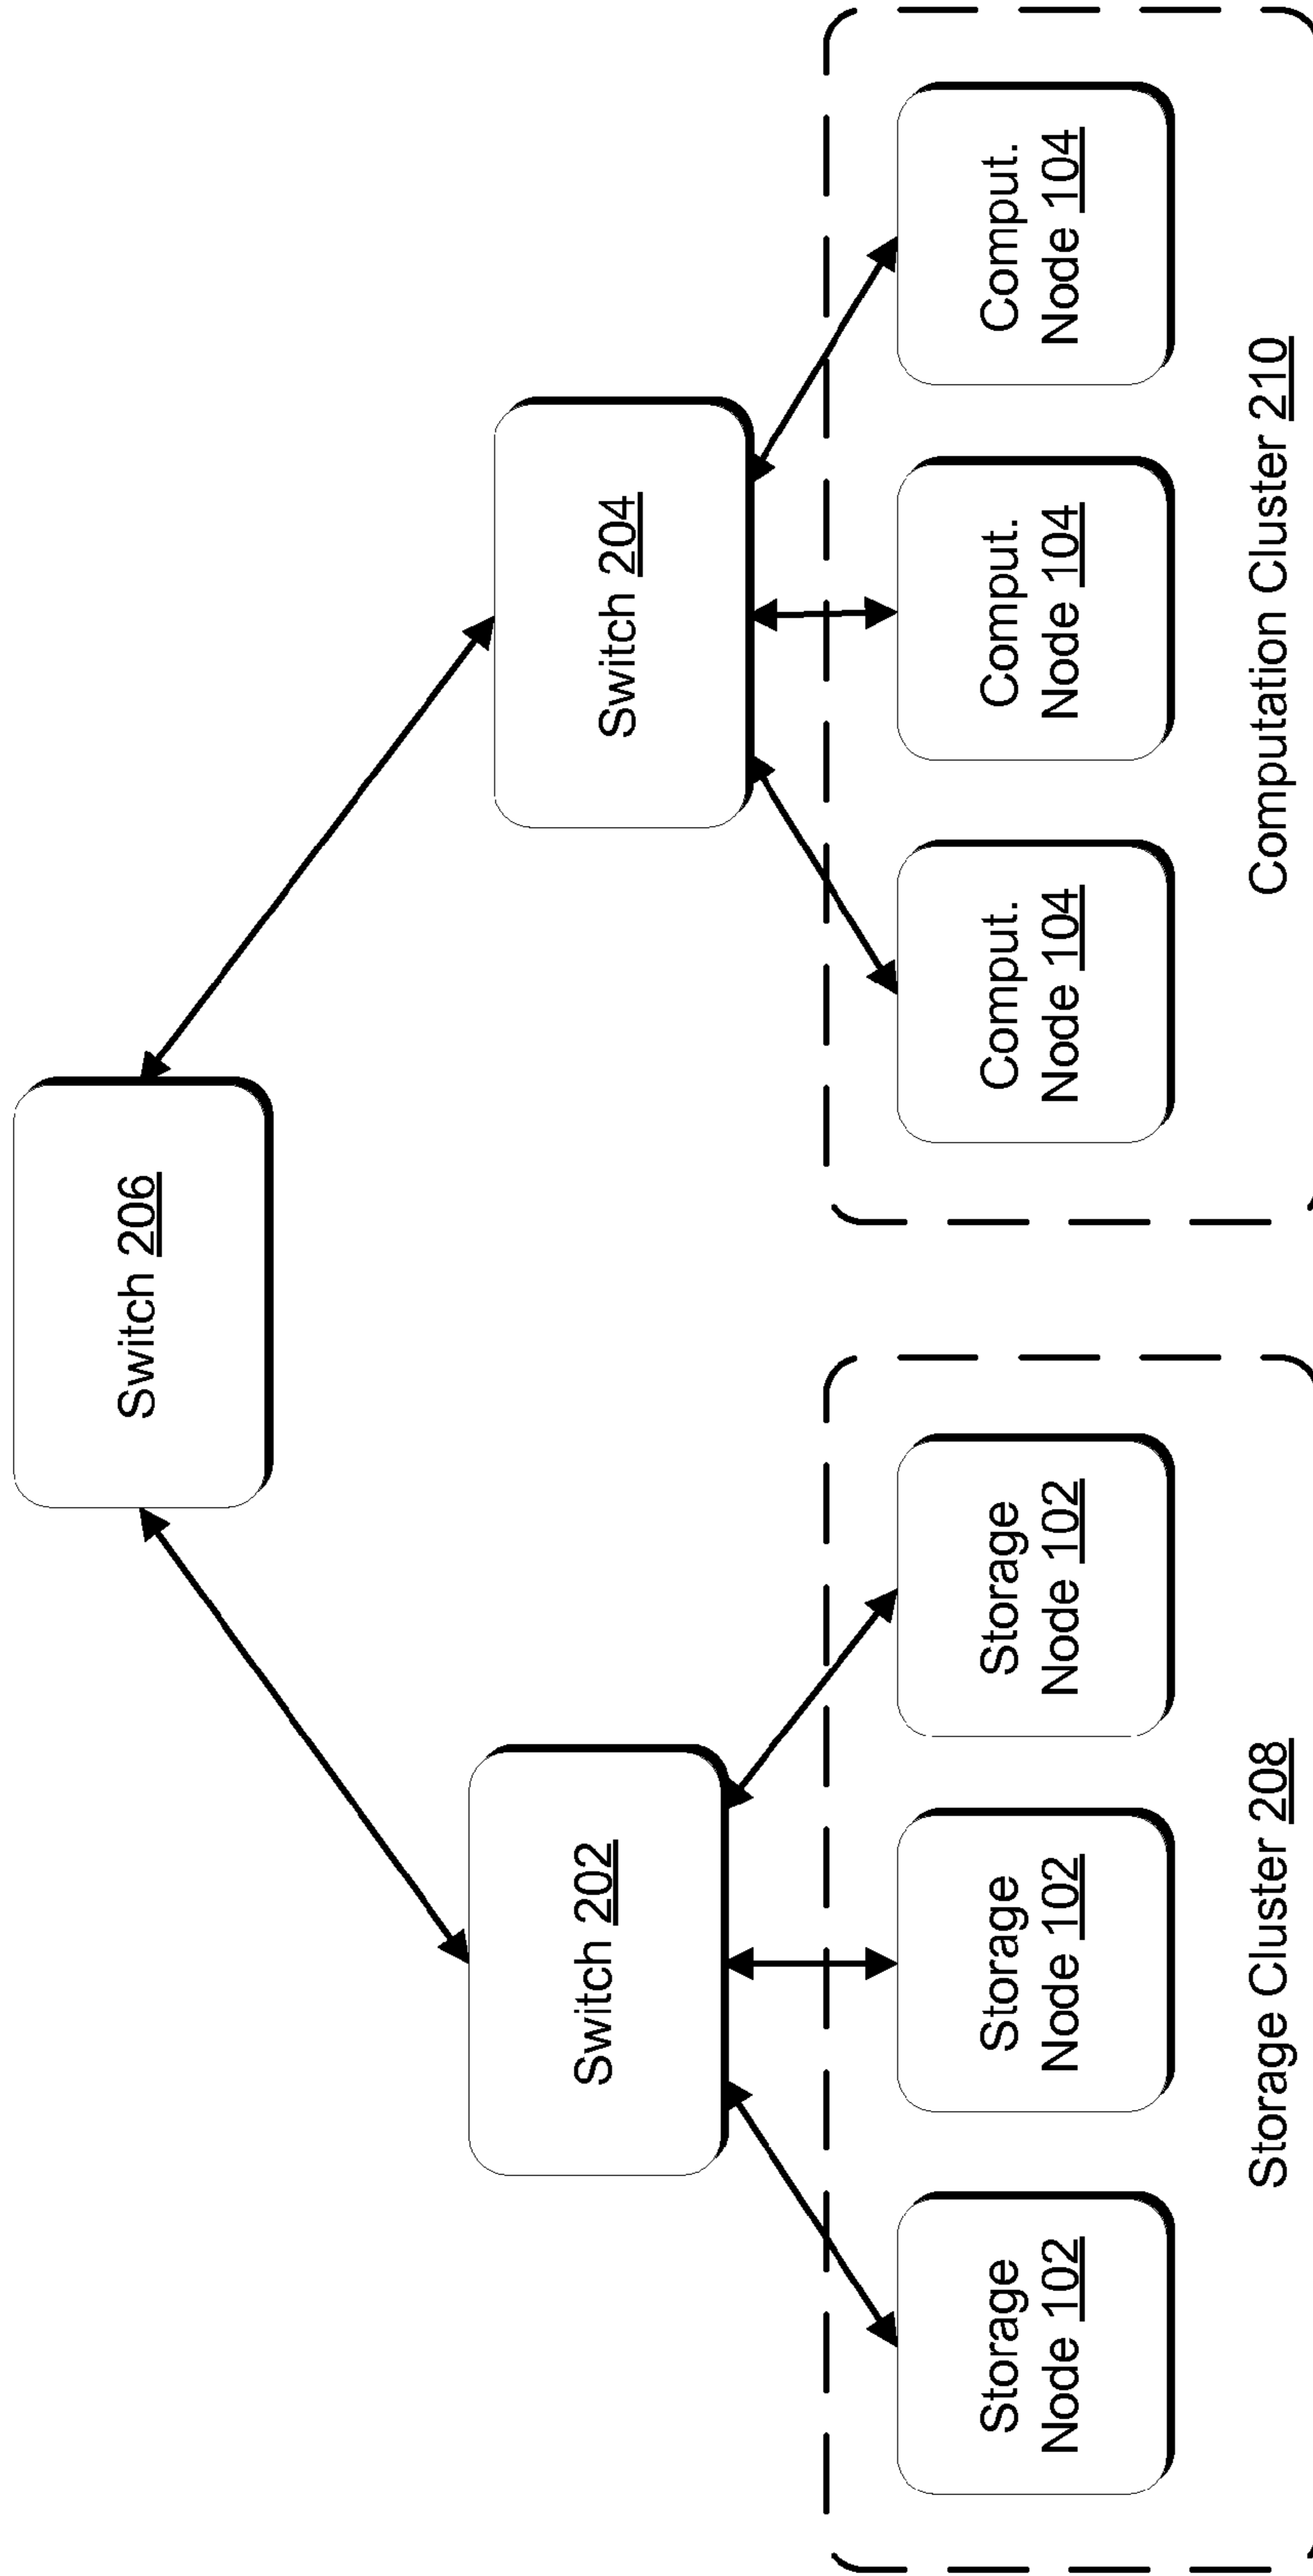 Switch 206
Switch 202
Switch 204
Storage
Node 102
Storage
Node 102
Storage
Node 102
Comput.
Node 104
Comput.
Node 104
Comput.
Node 104
Storage Cluster 208
Computation Cluster 210